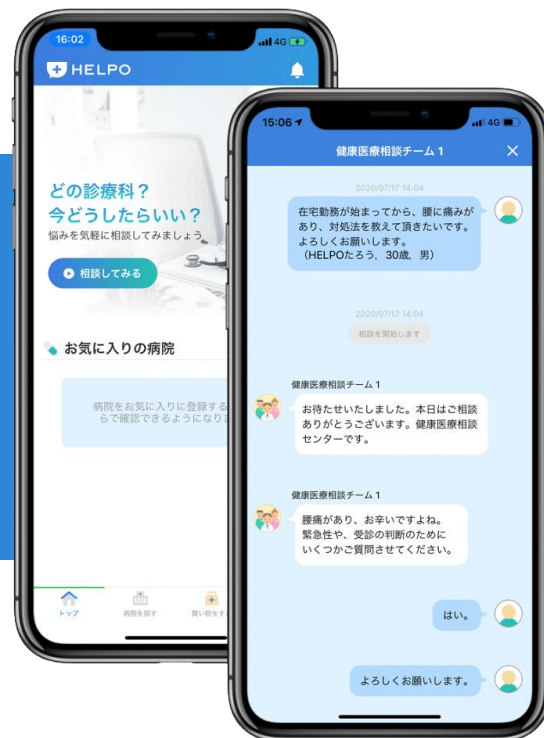 16:02
4G
HELPO
どの診療科？
今どうしたらいい？
悩みを気軽に相談してみましょう。
相談してみる
お気に入りの病院
病院をお気に入りに登録する
らで確認できるようになりま
トップ
病院を探す
買い物をす
15:06
4G
健康医療相談チーム 1
2020/07/17 14:04
在宅勤務が始まってから、腰に痛みが
あり、対処法を教えて頂きたいです。
よろしくお願いします。
（HELPOたろう，30歳，男）
2020/07/17 14:04
相談を開始します
健康医療相談チーム 1
お待たせいたしました。本日はご相談
ありがとうございます。健康医療相談
センターです。
健康医療相談チーム 1
腰痛があり、お辛いですよね。
緊急性や、受診の判断のために
いくつかご質問させてください。
はい。
よろしくお願いします。